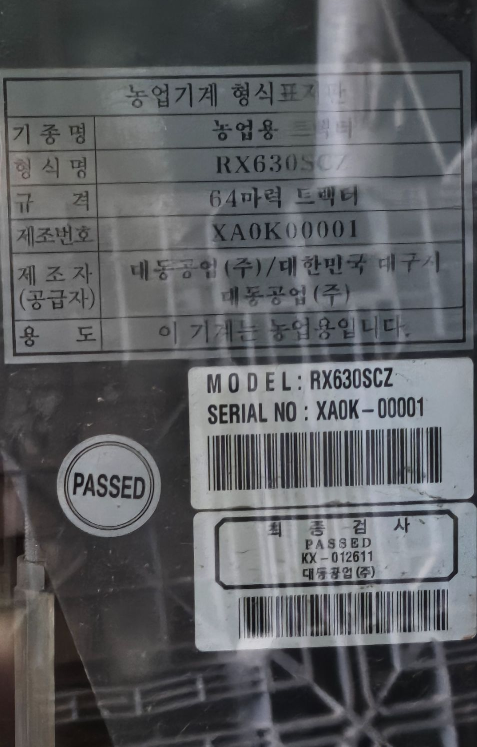 농업기계 형식표지판
기종명 농업용 트랙터
형식명 RX630SCZ
규격 64마력 트랙터
제조번호 XA0K00001
제조자 대동공업(주)/대한민국 대구시
(공급자) 대동공업(주)
용도 이 기계는 농업용입니다.
MODEL: RX630SCZ
SERIAL NO : XA0K-00001
PASSED
최종검사
PASSED
KX-012611
대동공업(주)